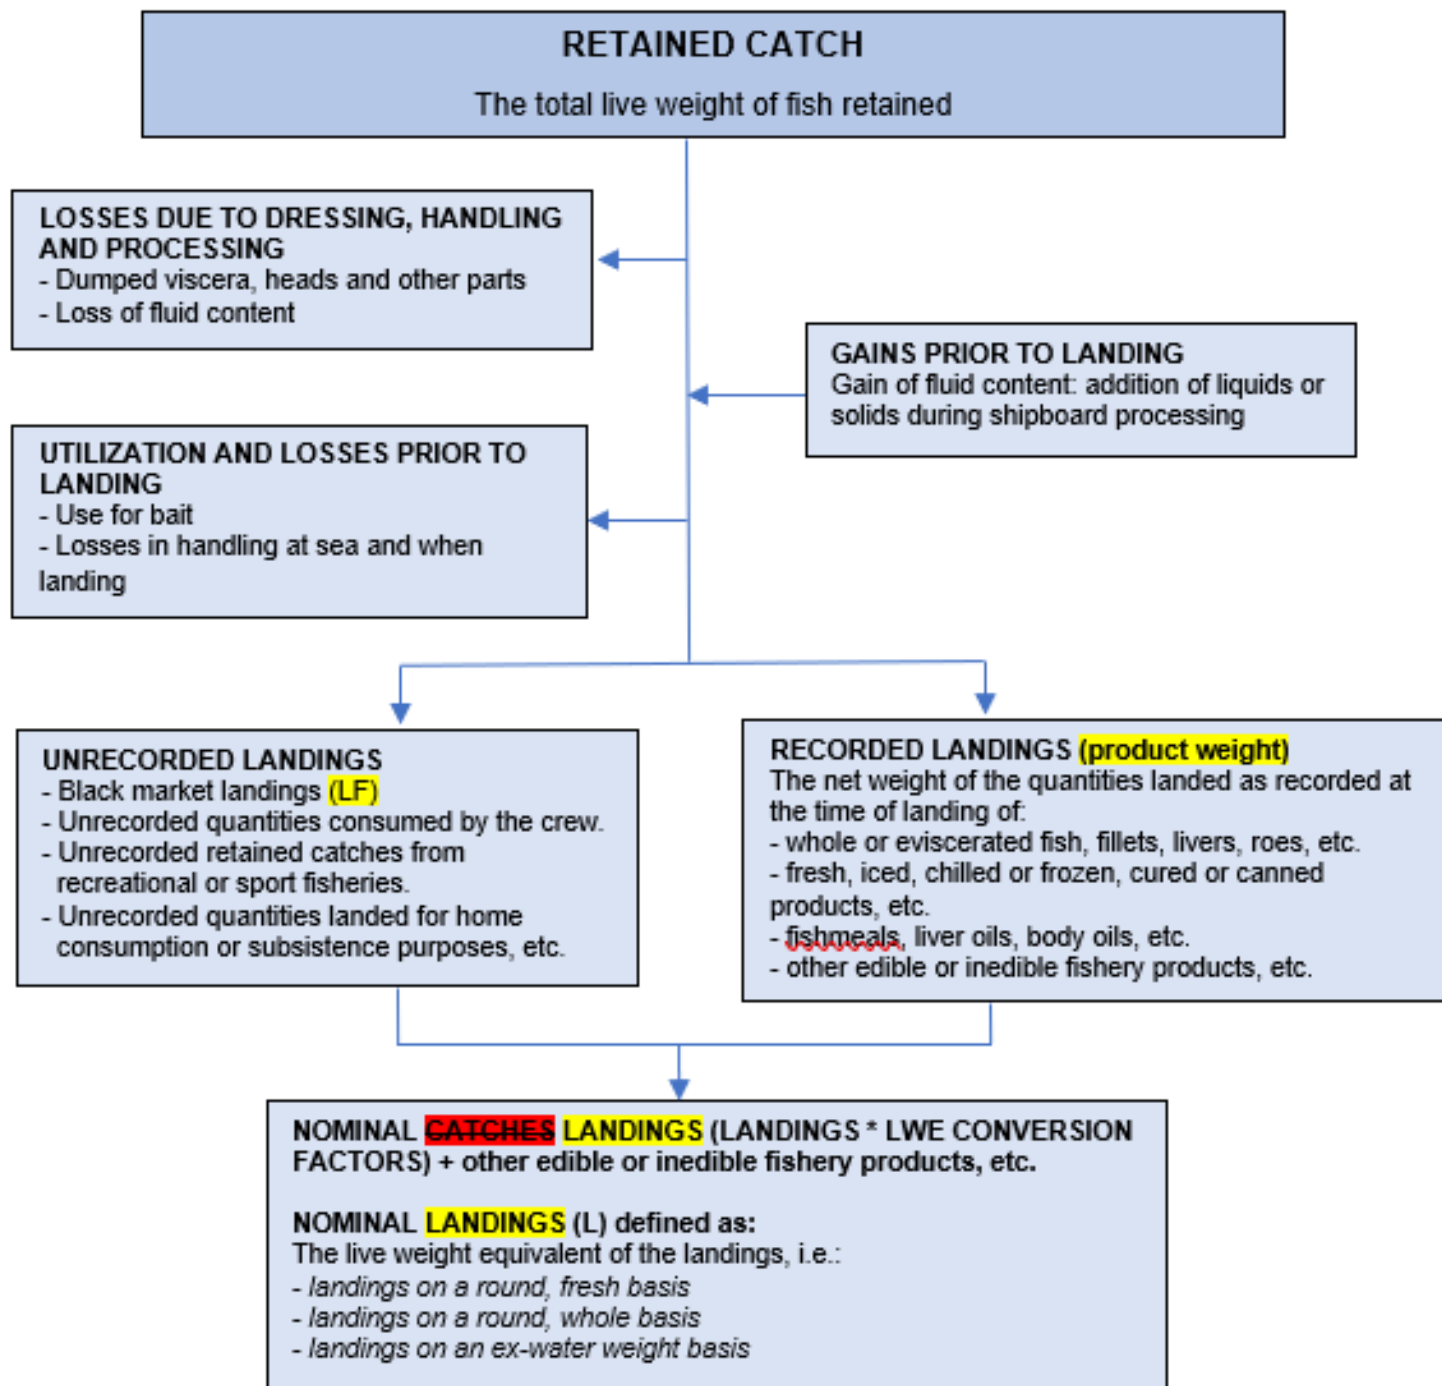 RETAINED CATCH
The total live weight of fish retained
LOSSES DUE TO DRESSING, HANDLING
AND PROCESSING
- Dumped viscera, heads and other parts
- Loss of fluid content
GAINS PRIOR TO LANDING
Gain of fluid content: addition of liquids or
solids during shipboard processing
UTILIZATION AND LOSSES PRIOR TO
LANDING
- Use for bait
- Losses in handling at sea and when
landing
UNRECORDED LANDINGS
- Black market landings (LF)
- Unrecorded quantities consumed by the crew.
- Unrecorded retained catches from
recreational or sport fisheries.
- Unrecorded quantities landed for home
consumption or subsistence purposes, etc.
RECORDED LANDINGS (product weight)
The net weight of the quantities landed as recorded at
the time of landing of:
- whole or eviscerated fish, fillets, livers, roes, etc.
- fresh, iced, chilled or frozen, cured or canned
products, etc.
- fishmeals, liver oils, body oils, etc.
- other edible or inedible fishery products, etc.
NOMINAL CATCHES LANDINGS (LANDINGS * LWE CONVERSION
FACTORS) + other edible or inedible fishery products, etc.
NOMINAL LANDINGS (L) defined as:
The live weight equivalent of the landings, i.e.:
- landings on a round, fresh basis
- landings on a round, whole basis
- landings on an ex-water weight basis